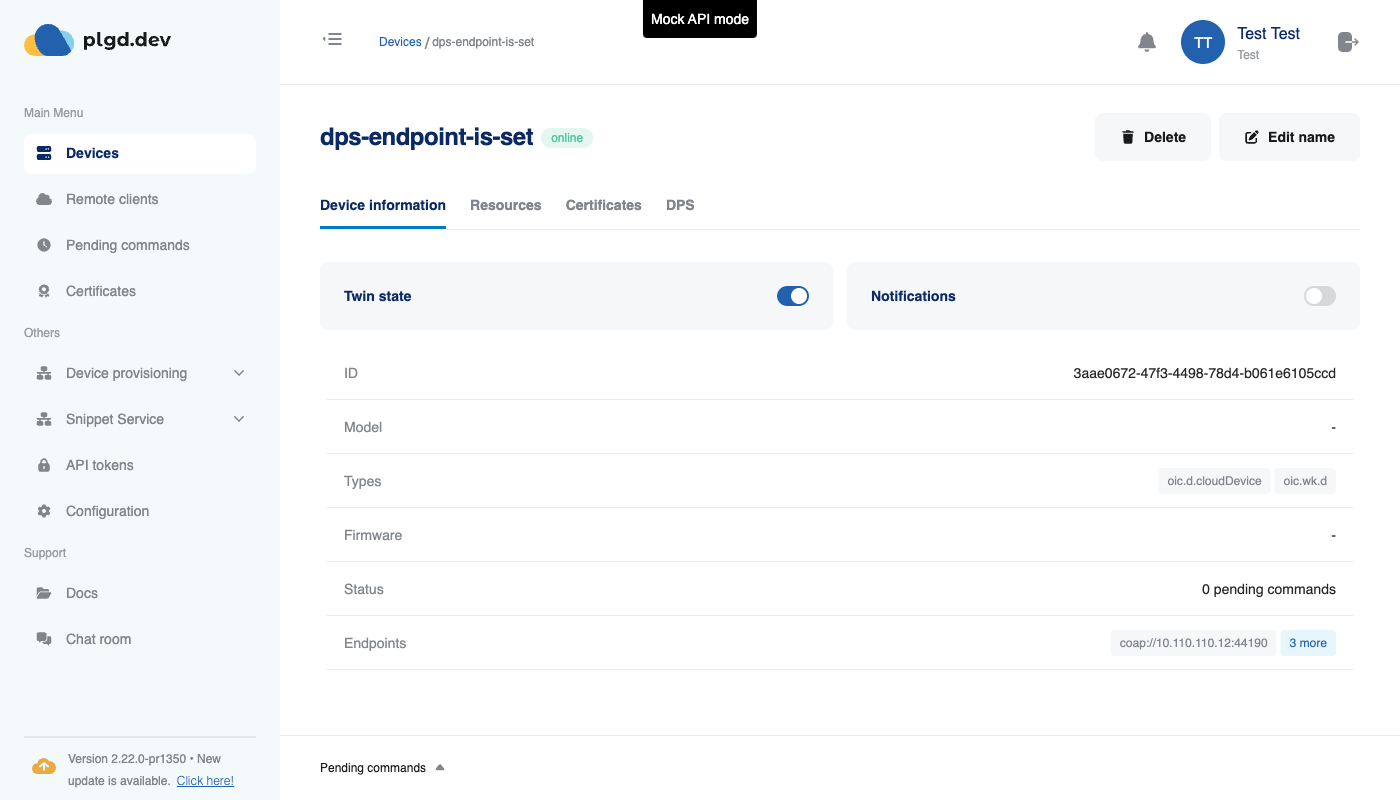 Mock API mode
plgd.dev
Devices / dps-endpoint-is-set
TT
Test Test
Test
Main Menu
Devices
Remote clients
Pending commands
Certificates
Others
Device provisioning
Snippet Service
API tokens
Configuration
Support
Docs
Chat room
Version 2.22.0-pr1350 • New
update is available. Click here!
dps-endpoint-is-set online
Delete
Edit name
Device information Resources Certificates DPS
Twin state
Notifications
ID 3aae0672-47f3-4498-78d4-b061e6105ccd
Model -
Types oic.d.cloudDevice oic.wk.d
Firmware -
Status 0 pending commands
Endpoints coap://10.110.110.12:44190 3 more
Pending commands